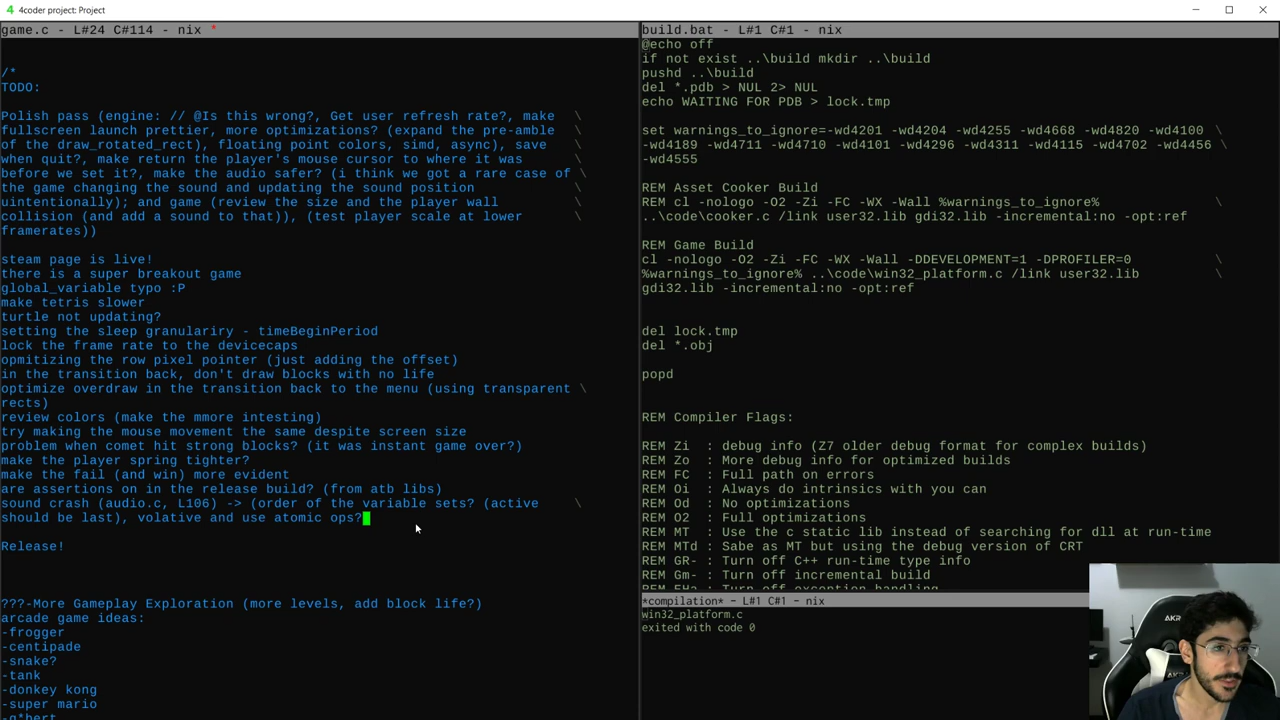 4coder project: Project
game.c - L#24 C#114 - nix *
/*
TODO:
Polish pass (engine: // @Is this wrong?, Get user refresh rate?, make \
fullscreen launch prettier, more optimizations? (expand the pre-amble \
of the draw_rotated_rect), floating point colors, simd, async), save \
when quit?, make return the player's mouse cursor to where it was \
before we set it?, make the audio safer? (i think we got a rare case of \
the game changing the sound and updating the sound position \
uintentionally); and game (review the size and the player wall \
collision (and add a sound to that)), (test player scale at lower \
framerates))
steam page is live!
there is a super breakout game
global_variable typo :P
make tetris slower
turtle not updating?
setting the sleep granulariry - timeBeginPeriod
lock the frame rate to the devicecaps
opmitizing the row pixel pointer (just adding the offset)
in the transition back, don't draw blocks with no life
optimize overdraw in the transition back to the menu (using transparent \
rects)
review colors (make the mmore intesting)
try making the mouse movement the same despite screen size
problem when comet hit strong blocks? (it was instant game over?)
make the player spring tighter?
make the fail (and win) more evident
are assertions on in the release build? (from atb libs)
sound crash (audio.c, L106) -> (order of the variable sets? (active \
should be last), volative and use atomic ops?
Release!
???-More Gameplay Exploration (more levels, add block life?)
arcade game ideas:
-frogger
-centipade
-snake?
-tank
-donkey kong
-super mario
-q*bert
build.bat - L#1 C#1 - nix
@echo off
if not exist ..\build mkdir ..\build
pushd ..\build
del *.pdb > NUL 2> NUL
echo WAITING FOR PDB > lock.tmp
set warnings_to_ignore=-wd4201 -wd4204 -wd4255 -wd4668 -wd4820 -wd4100 \
-wd4189 -wd4711 -wd4710 -wd4101 -wd4296 -wd4311 -wd4115 -wd4702 -wd4456 \
-wd4555
REM Asset Cooker Build
REM cl -nologo -O2 -Zi -FC -WX -Wall %warnings_to_ignore% \
..\code\cooker.c /link user32.lib gdi32.lib -incremental:no -opt:ref
REM Game Build
cl -nologo -O2 -Zi -FC -WX -Wall -DDEVELOPMENT=1 -DPROFILER=0 \
%warnings_to_ignore% ..\code\win32_platform.c /link user32.lib \
gdi32.lib -incremental:no -opt:ref
del lock.tmp
del *.obj
popd
REM Compiler Flags:
REM Zi : debug info (Z7 older debug format for complex builds)
REM Zo : More debug info for optimized builds
REM FC : Full path on errors
REM Oi : Always do intrinsics with you can
REM Od : No optimizations
REM O2 : Full optimizations
REM MT : Use the c static lib instead of searching for dll at run-time
REM MTd : Sabe as MT but using the debug version of CRT
REM GR- : Turn off C++ run-time type info
REM Gm- : Turn off incremental build
REM EHa : Turn off exception handling
*compilation* - L#1 C#1 - nix
win32_platform.c
exited with code 0
AKR